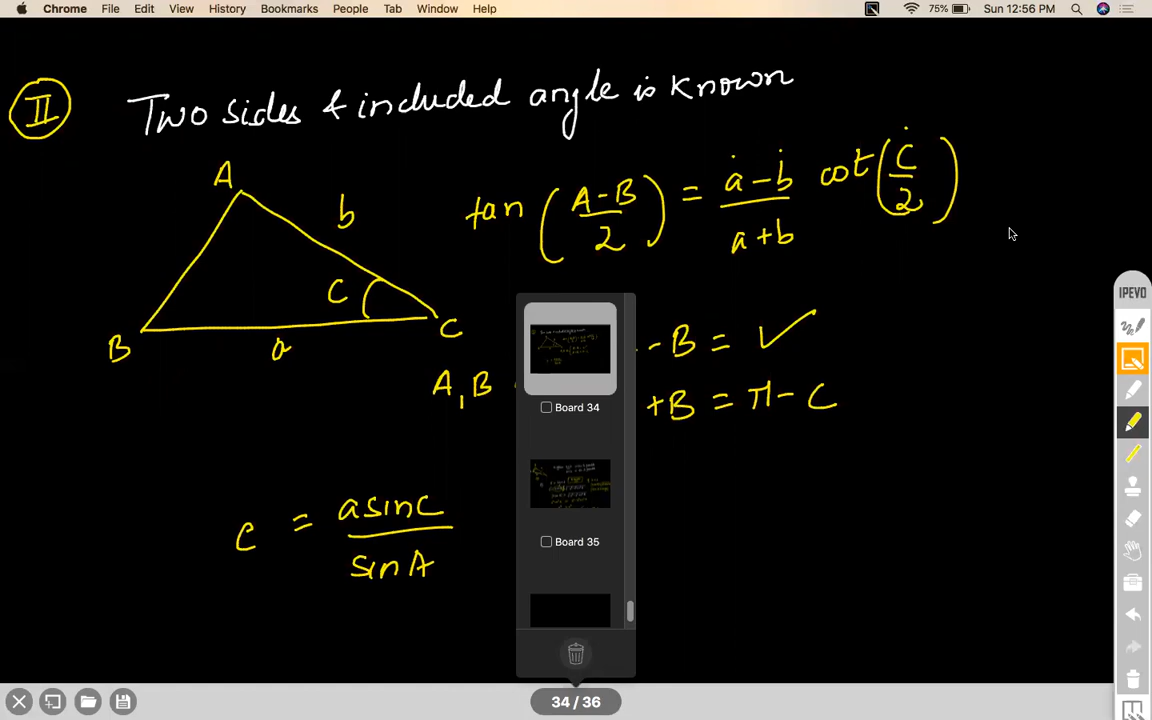 Chrome File Edit View History Bookmarks People Tab Window Help 75% Sun 12:56 PM
II Two sides & included angle is known
A
b
tan (A-B/2) = a-b/a+b cot(C/2)
C
B
a
C
IPEVO
-B = ✓
A, B
+B = π - C
Board 34
c = a sinC / sinA
Board 35
34 / 36